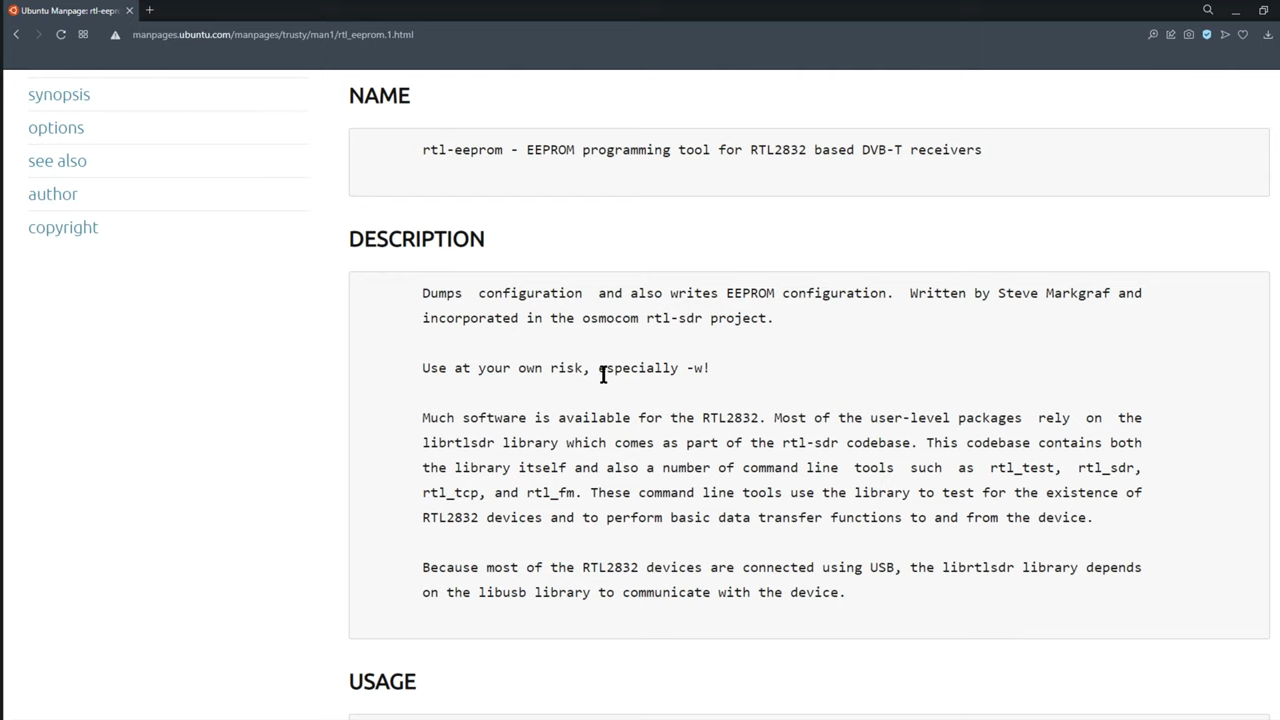 Ubuntu Manpage: rtl-eepr
manpages.ubuntu.com/manpages/trusty/man1/rtl_eeprom.1.html
synopsis
options
see also
author
copyright
NAME
rtl-eeprom - EEPROM programming tool for RTL2832 based DVB-T receivers
DESCRIPTION
Dumps configuration and also writes EEPROM configuration. Written by Steve Markgraf and
incorporated in the osmocom rtl-sdr project.
Use at your own risk, especially -w!
Much software is available for the RTL2832. Most of the user-level packages rely on the
librtlsdr library which comes as part of the rtl-sdr codebase. This codebase contains both
the library itself and also a number of command line tools such as rtl_test, rtl_sdr,
rtl_tcp, and rtl_fm. These command line tools use the library to test for the existence of
RTL2832 devices and to perform basic data transfer functions to and from the device.
Because most of the RTL2832 devices are connected using USB, the librtlsdr library depends
on the libusb library to communicate with the device.
USAGE